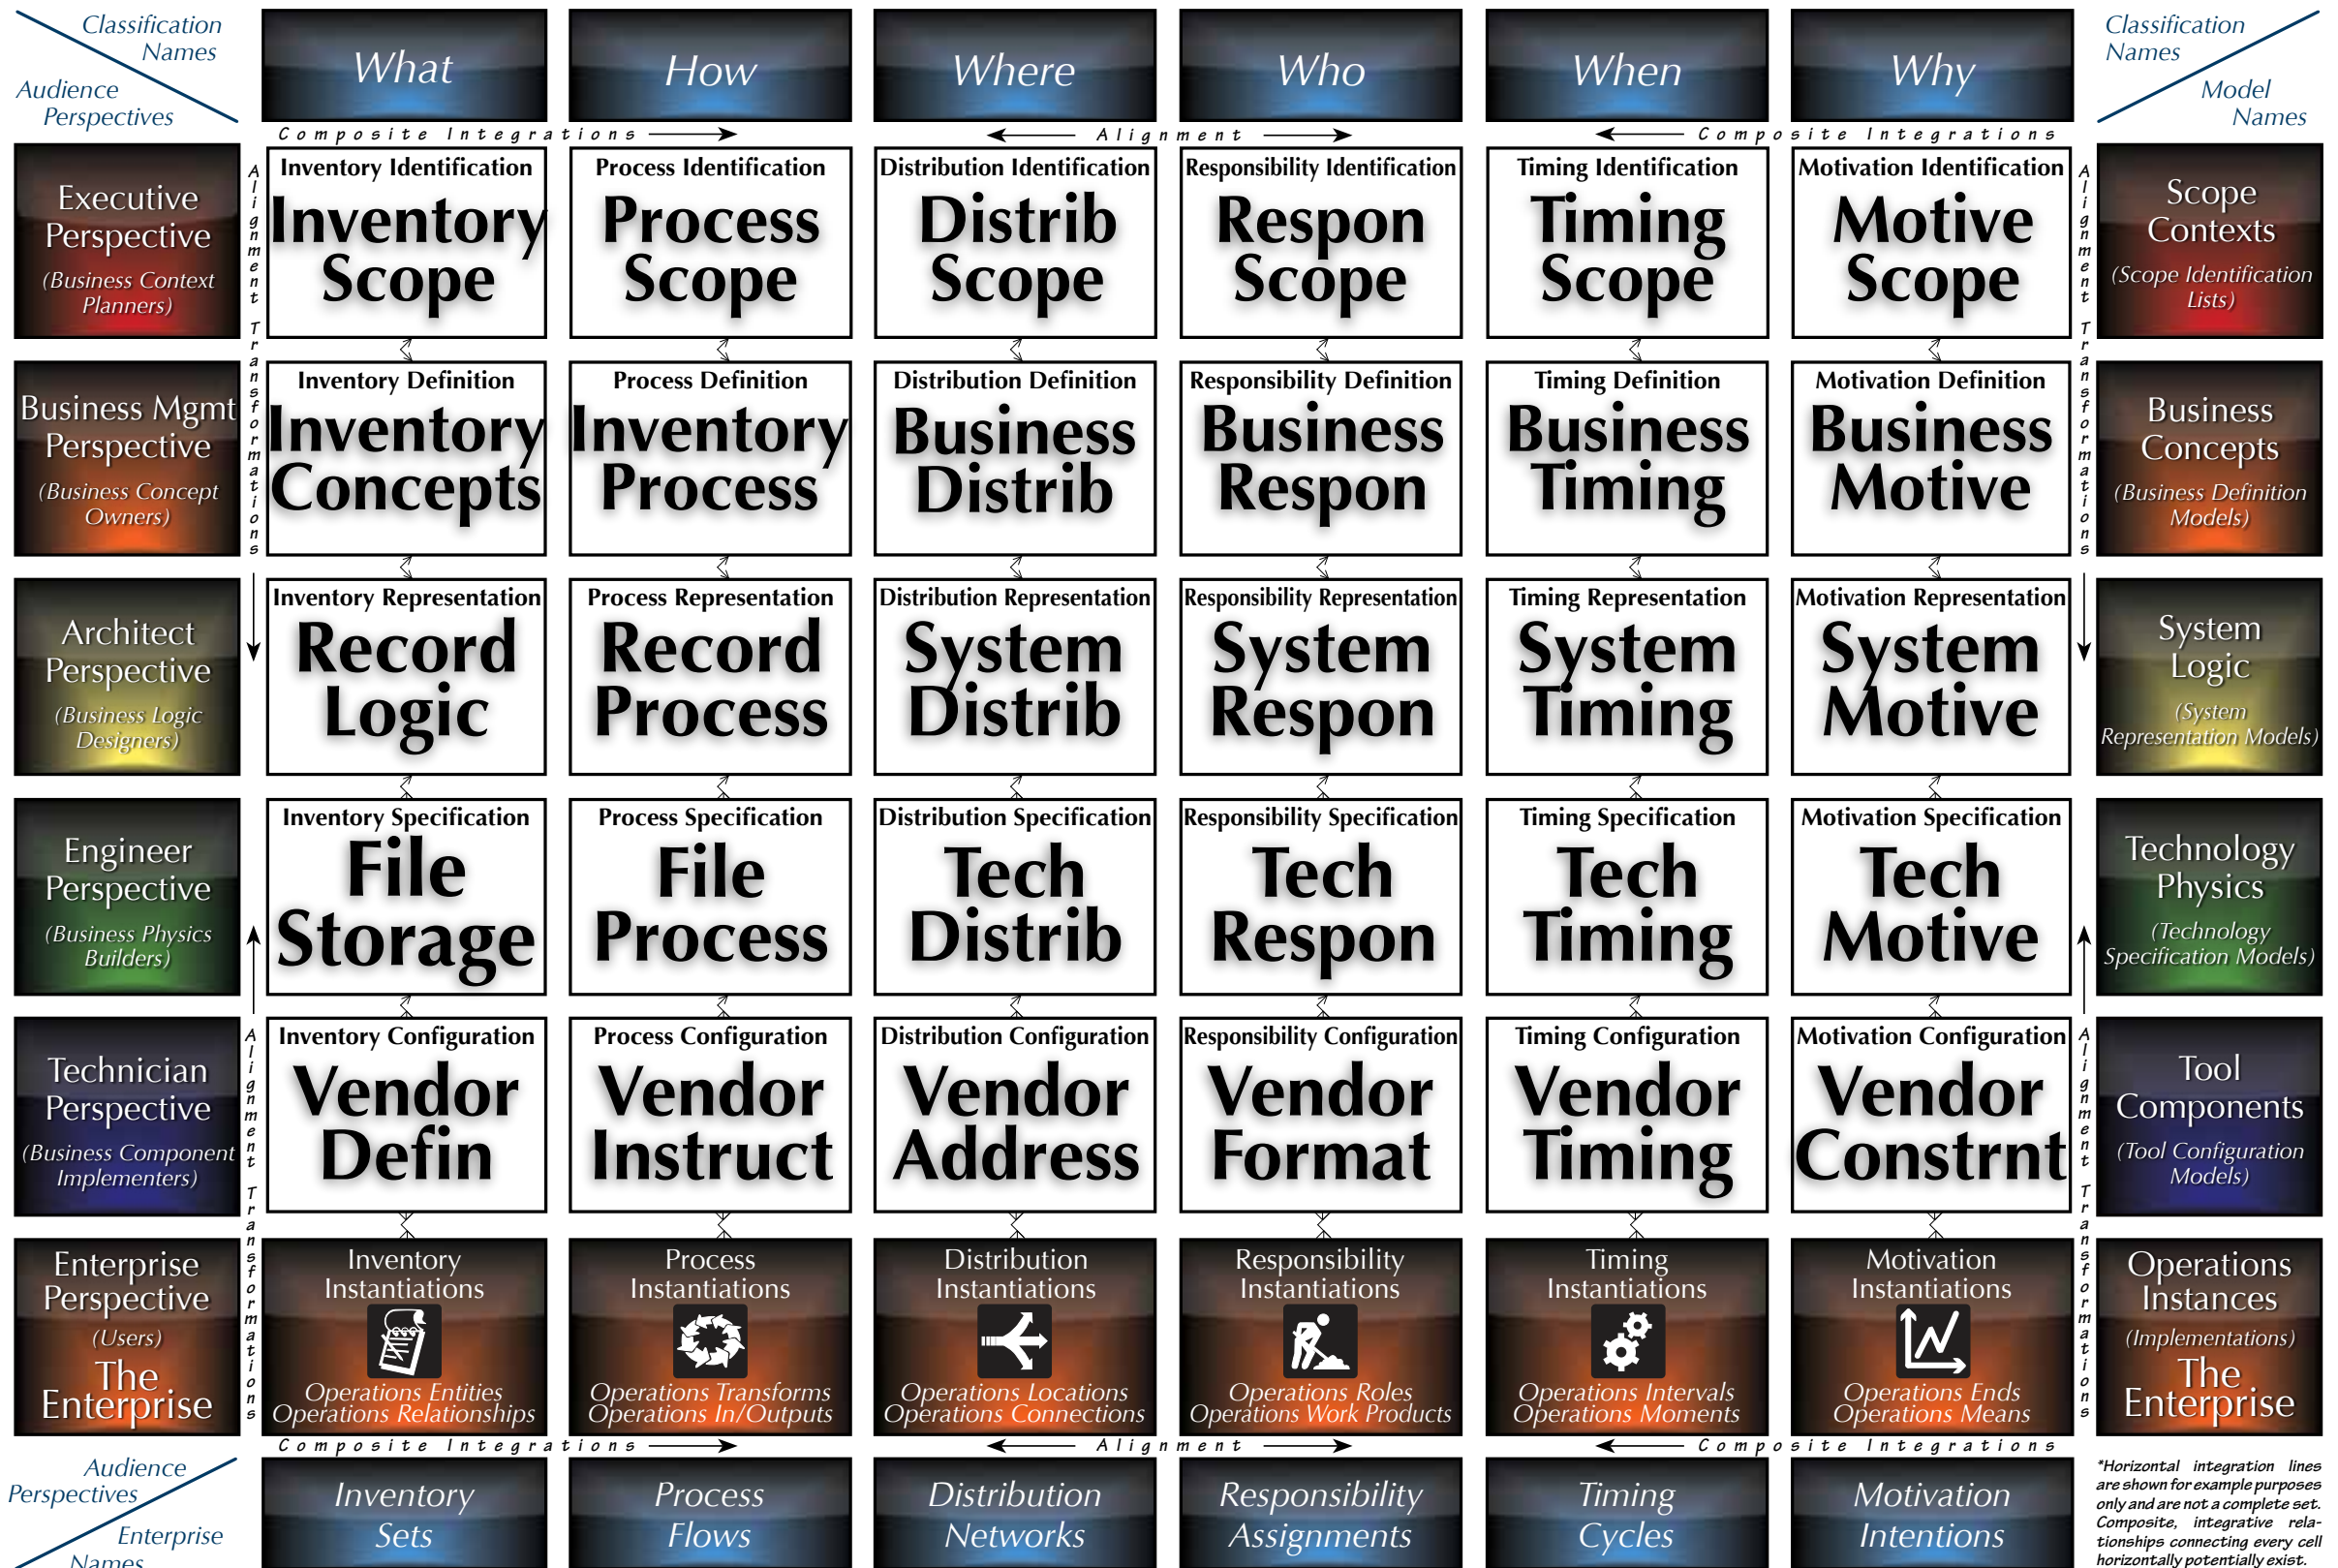 Classification
Names
Audience
Perspectives
What
How
Where
Who
When
Why
Classification
Names
Model
Names
Composite Integrations
Alignment
Composite Integrations
Executive
Perspective
(Business Context
Planners)
Alignment Transformations
Inventory Identification
Inventory
Scope
Process Identification
Process
Scope
Distribution Identification
Distrib
Scope
Responsibility Identification
Respon
Scope
Timing Identification
Timing
Scope
Motivation Identification
Motive
Scope
Alignment Transformations
Scope
Contexts
(Scope Identification
Lists)
Business Mgmt
Perspective
(Business Concept
Owners)
Inventory Definition
Inventory
Concepts
Process Definition
Inventory
Process
Distribution Definition
Business
Distrib
Responsibility Definition
Business
Respon
Timing Definition
Business
Timing
Motivation Definition
Business
Motive
Business
Concepts
(Business Definition
Models)
Architect
Perspective
(Business Logic
Designers)
Inventory Representation
Record
Logic
Process Representation
Record
Process
Distribution Representation
System
Distrib
Responsibility Representation
System
Respon
Timing Representation
System
Timing
Motivation Representation
System
Motive
System
Logic
(System
Representation Models)
Engineer
Perspective
(Business Physics
Builders)
Inventory Specification
File
Storage
Process Specification
File
Process
Distribution Specification
Tech
Distrib
Responsibility Specification
Tech
Respon
Timing Specification
Tech
Timing
Motivation Specification
Tech
Motive
Technology
Physics
(Technology
Specification Models)
Technician
Perspective
(Business Component
Implementers)
Alignment Transformations
Inventory Configuration
Vendor
Defin
Process Configuration
Vendor
Instruct
Distribution Configuration
Vendor
Address
Responsibility Configuration
Vendor
Format
Timing Configuration
Vendor
Timing
Motivation Configuration
Vendor
Constrnt
Alignment Transformations
Tool
Components
(Tool Configuration
Models)
Enterprise
Perspective
(Users)
The
Enterprise
Inventory
Instantiations
Operations Entities
Operations Relationships
Process
Instantiations
Operations Transforms
Operations In/Outputs
Distribution
Instantiations
Operations Locations
Operations Connections
Responsibility
Instantiations
Operations Roles
Operations Work Products
Timing
Instantiations
Operations Intervals
Operations Moments
Motivation
Instantiations
Operations Ends
Operations Means
Operations
Instances
(Implementations)
The
Enterprise
Composite Integrations
Alignment
Composite Integrations
Audience
Perspectives
Enterprise
Names
Inventory
Sets
Process
Flows
Distribution
Networks
Responsibility
Assignments
Timing
Cycles
Motivation
Intentions
*Horizontal integration lines
are shown for example purposes
only and are not a complete set.
Composite, integrative rela-
tionships connecting every cell
horizontally potentially exist.